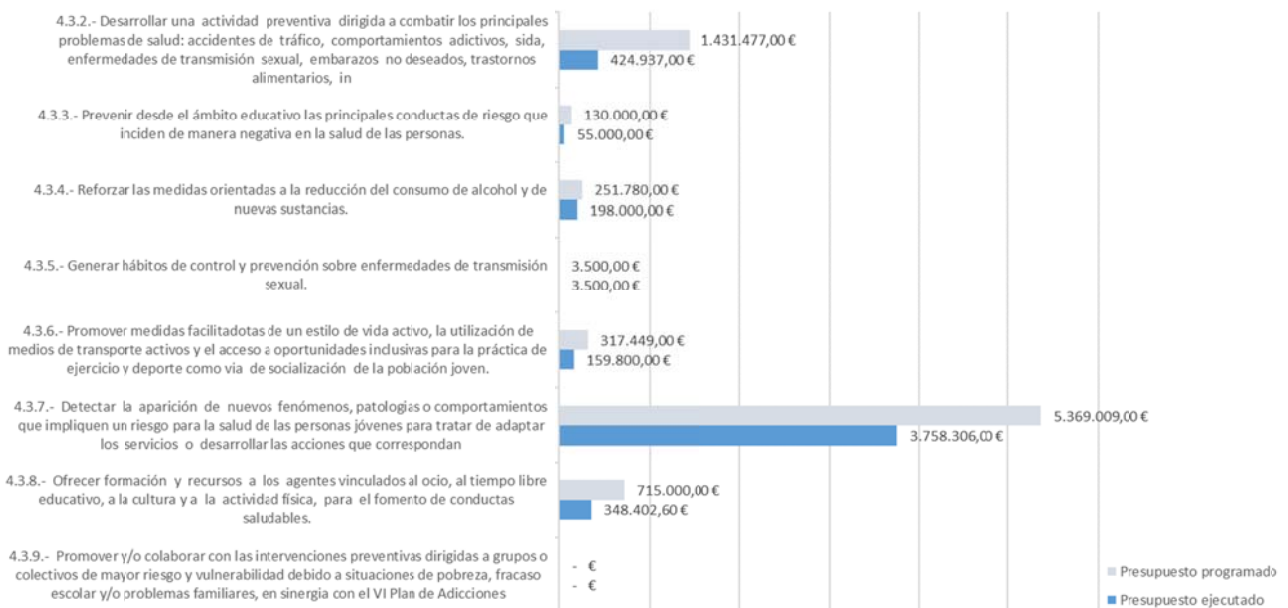 4.3.2.- Desarrollar una actividad preventiva dirigida a combatir los principales
problemas de salud: accidentes de tráfico, comportamientos adictivos, sida,
enfermedades de transmisión sexual, embarazos no deseados, trastornos
alimentarios, in
1.431.477,00 €
424.937,00 €
4.3.3.- Prevenir desde el ámbito educativo las principales conductas de riesgo que
inciden de manera negativa en la salud de las personas.
130.000,00 €
55.000,00 €
4.3.4.- Reforzar las medidas orientadas a la reducción del consumo de alcohol y de
nuevas sustancias.
251.780,00 €
198.000,00 €
4.3.5.- Generar hábitos de control y prevención sobre enfermedades de transmisión
sexual.
3.500,00 €
3.500,00 €
4.3.6.- Promover medidas facilitadotas de un estilo de vida activo, la utilización de
medios de transporte activos y el acceso a oportunidades inclusivas para la práctica de
ejercicio y deporte como via de socialización de la población joven.
317.449,00 €
159.800,00 €
4.3.7.- Detectar la aparición de nuevos fenómenos, patologias o comportamientos
que impliquen un riesgo para la salud de las personas jóvenes para tratar de adaptar
los servicios o desarrollar las acciones que correspondan
5.369.009,00 €
3.758.306,00 €
4.3.8.- Ofrecer formación y recursos a los agentes vinculados al ocio, al tiempo libre
educativo, a la cultura y a la actividad física, para el fomento de conductas
saludables.
715.000,00 €
348.402,60 €
4.3.9.- Promover y/o colaborar con las intervenciones preventivas dirigidas a grupos o
colectivos de mayor riesgo y vulnerabilidad debido a situaciones de pobreza, fracaso
escolar y/o problemas familiares, en sinergia con el VI Plan de Adicciones
- €
- €
Presupuesto programado
Presupuesto ejecutado